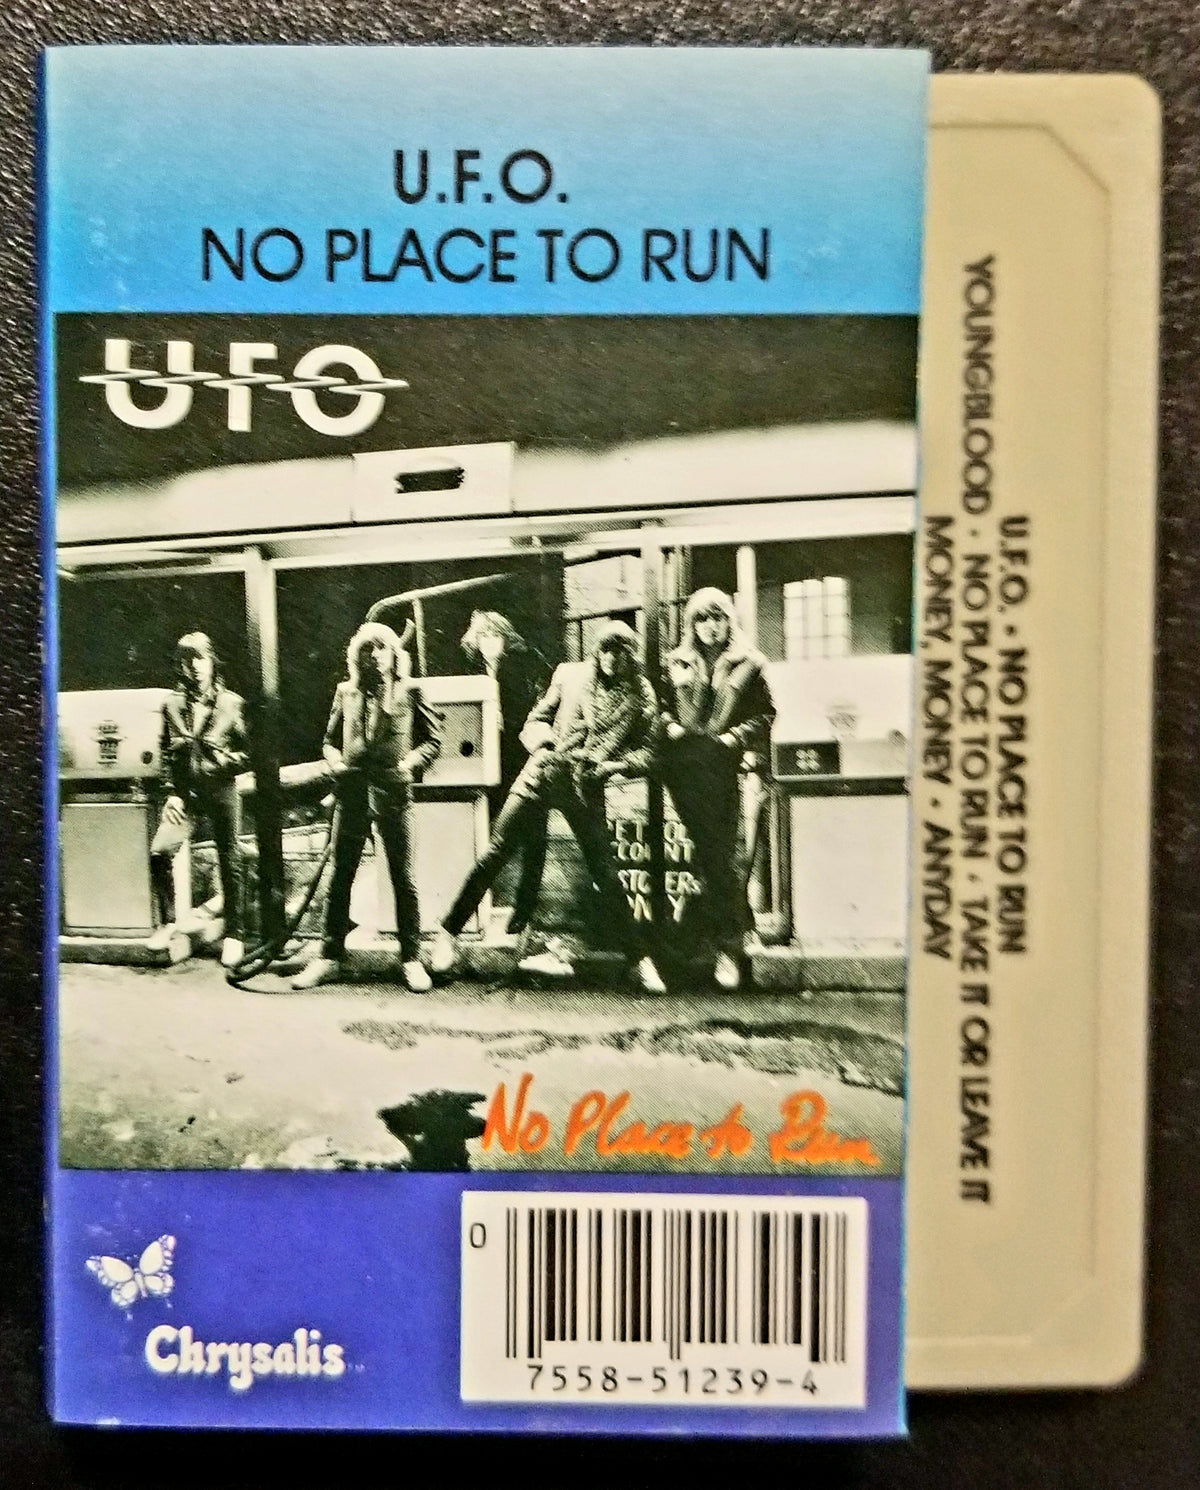 U.F.O.
NO PLACE TO RUN
UFO
No Place to Run
Chrysalis
0
7558-51239-4
U.F.O. • NO PLACE TO RUN
YOUNGBLOOD • NO PLACE TO RUN • TAKE IT OR LEAVE IT
MONEY, MONEY • ANYDAY